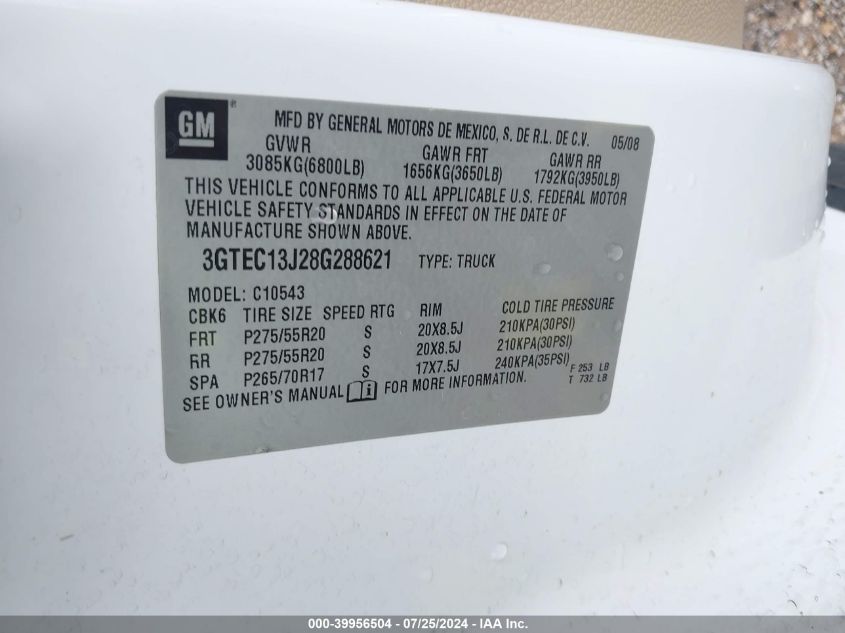 GM ® MFD BY GENERAL MOTORS DE MEXICO, S. DE R.L. DE C.V. 05/08
GVWR GAWR FRT GAWR RR
3085KG(6800LB) 1656KG(3650LB) 1792KG(3950LB)
THIS VEHICLE CONFORMS TO ALL APPLICABLE U.S. FEDERAL MOTOR
VEHICLE SAFETY STANDARDS IN EFFECT ON THE DATE OF
MANUFACTURE SHOWN ABOVE.
3GTEC13J28G288621 TYPE: TRUCK
MODEL: C10543
CBK6 TIRE SIZE SPEED RTG RIM COLD TIRE PRESSURE
FRT P275/55R20 S 20X8.5J 210KPA(30PSI)
RR P275/55R20 S 20X8.5J 210KPA(30PSI)
SPA P265/70R17 S 17X7.5J 240KPA(35PSI) F 253 LB
T 732 LB
SEE OWNER'S MANUAL i FOR MORE INFORMATION.
000-39956504 - 07/25/2024 - IAA Inc.